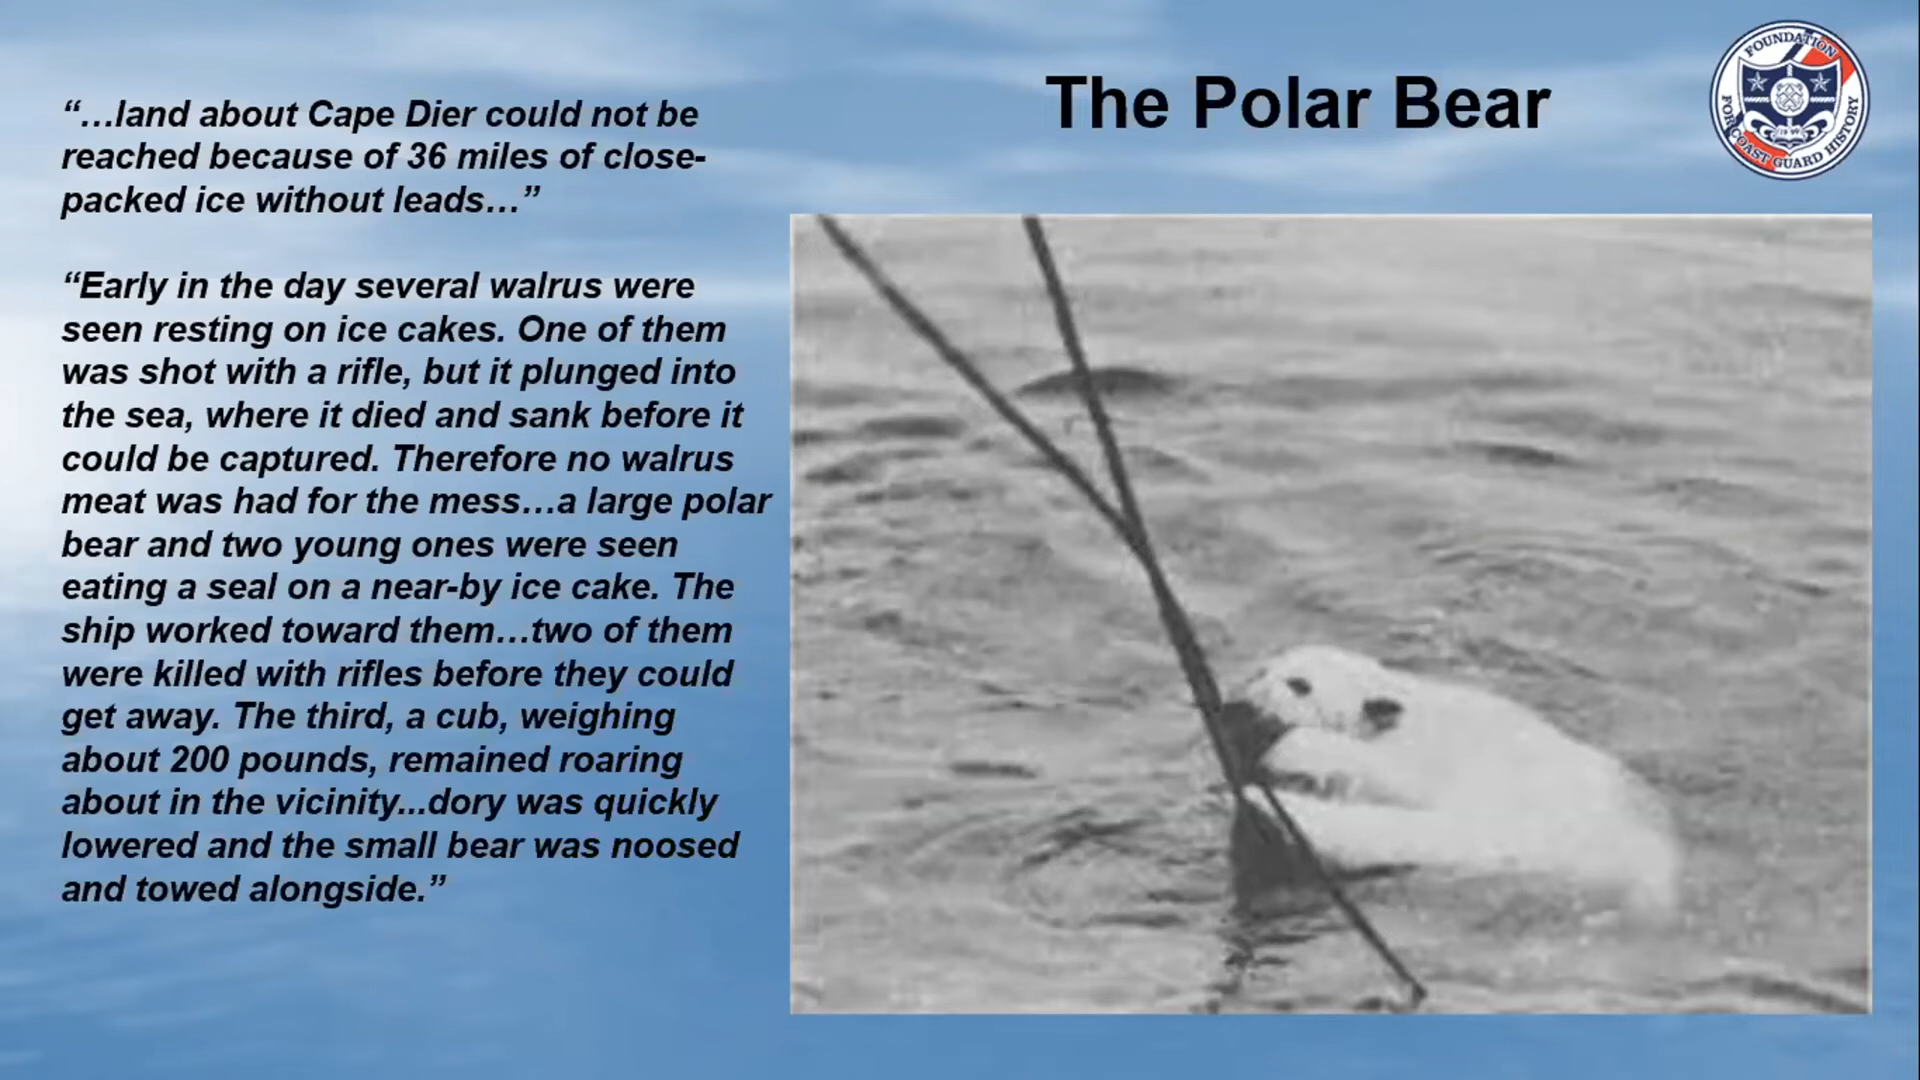 The Polar Bear
FOUNDATION
FOR COAST GUARD HISTORY
“…land about Cape Dier could not be
reached because of 36 miles of close-
packed ice without leads…”
“Early in the day several walrus were
seen resting on ice cakes. One of them
was shot with a rifle, but it plunged into
the sea, where it died and sank before it
could be captured. Therefore no walrus
meat was had for the mess…a large polar
bear and two young ones were seen
eating a seal on a near-by ice cake. The
ship worked toward them…two of them
were killed with rifles before they could
get away. The third, a cub, weighing
about 200 pounds, remained roaring
about in the vicinity...dory was quickly
lowered and the small bear was noosed
and towed alongside.”